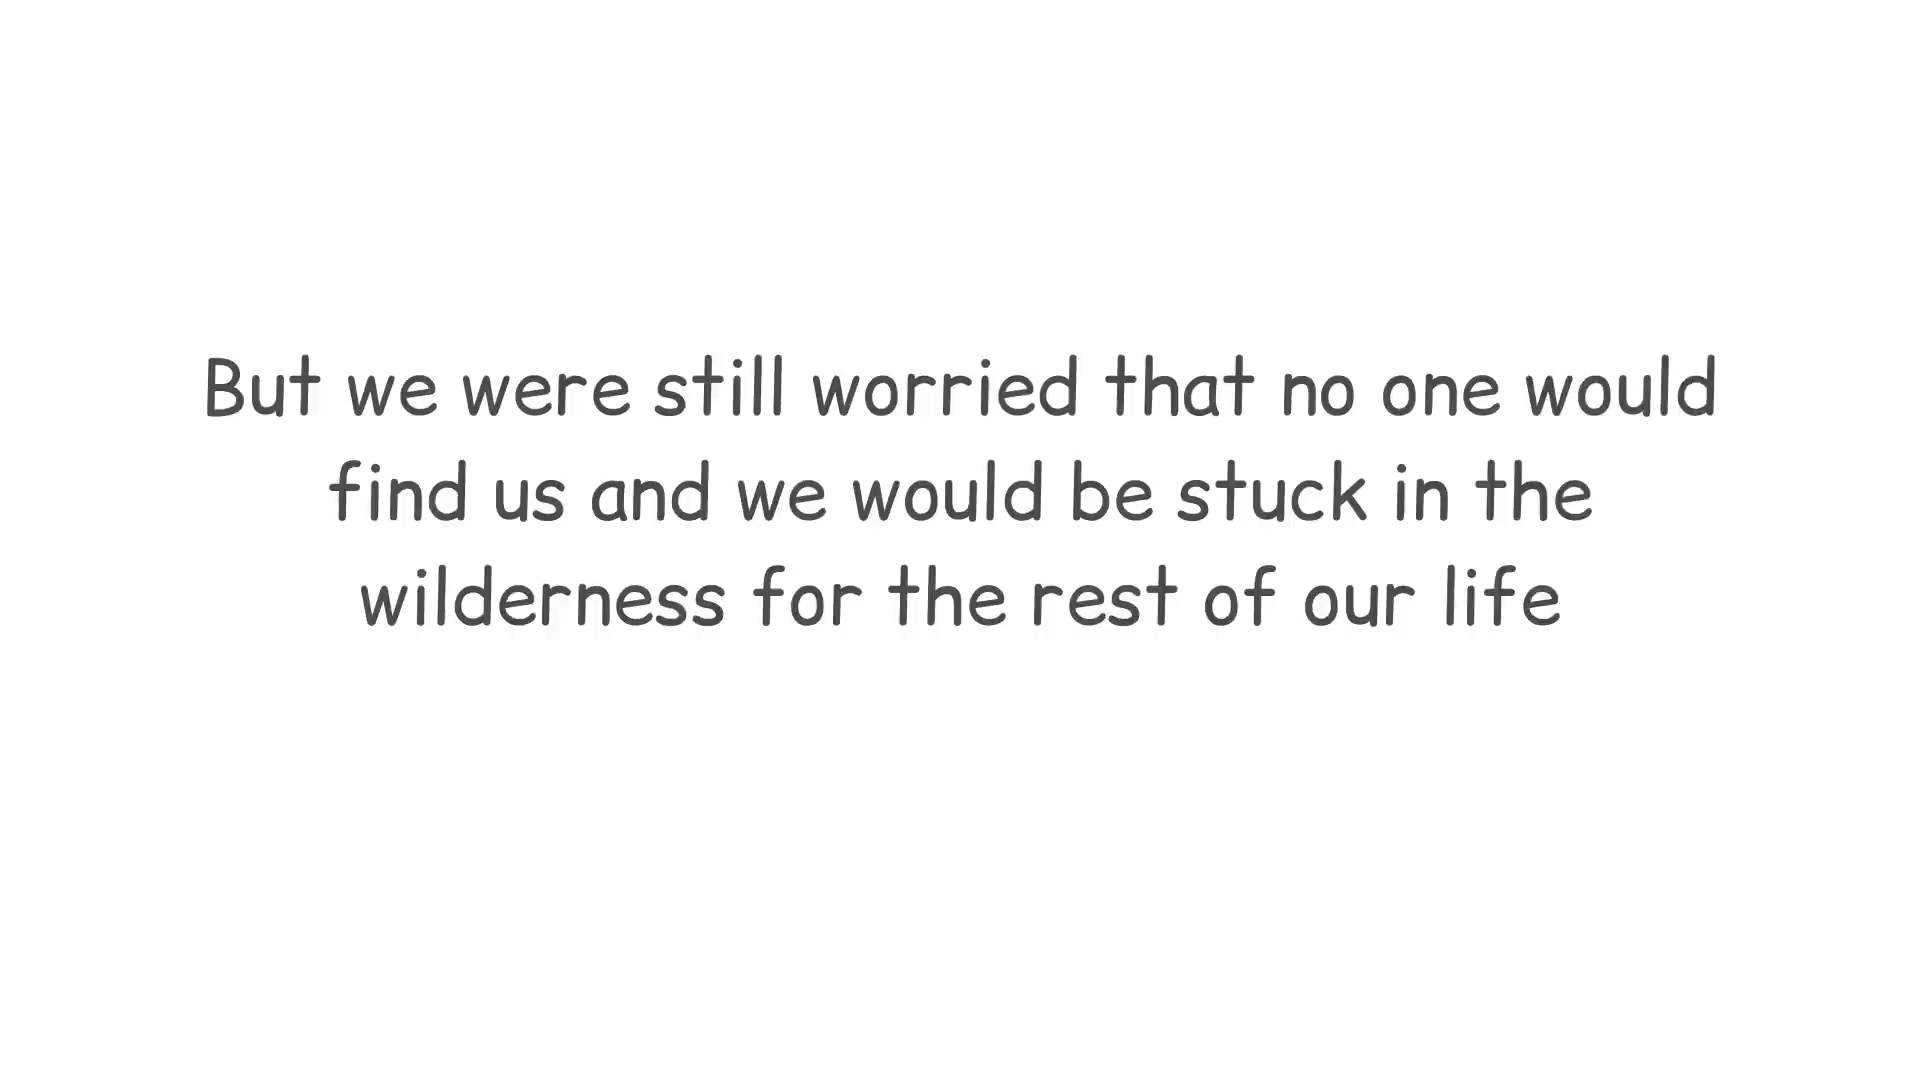 But we were still worried that no one would
find us and we would be stuck in the
wilderness for the rest of our life